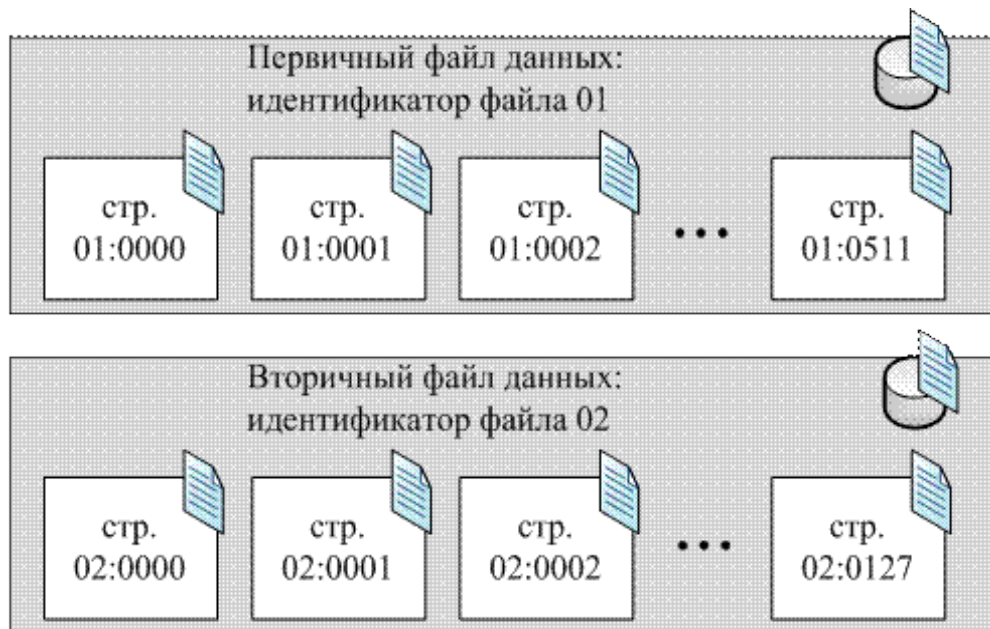 Первичный файл данных:
идентификатор файла 01
стр.
01:0000
стр.
01:0001
стр.
01:0002
...
стр.
01:0511
Вторичный файл данных:
идентификатор файла 02
стр.
02:0000
стр.
02:0001
стр.
02:0002
...
стр.
02:0127